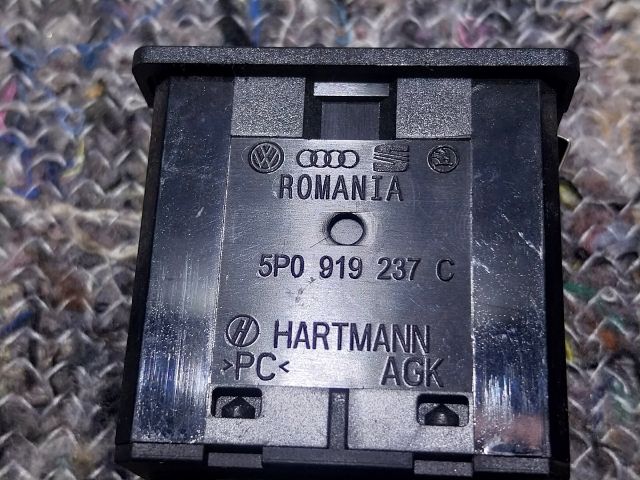 ROMANIA
5P0 919 237 C
HARTMANN
>PC< AGK